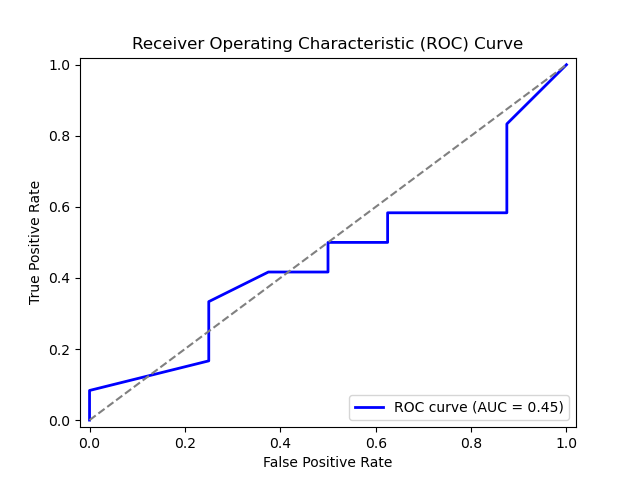 Receiver Operating Characteristic (ROC) Curve
True Positive Rate
1.0
0.8
0.6
0.4
0.2
0.0
ROC curve (AUC = 0.45)
0.0 0.2 0.4 0.6 0.8 1.0
False Positive Rate